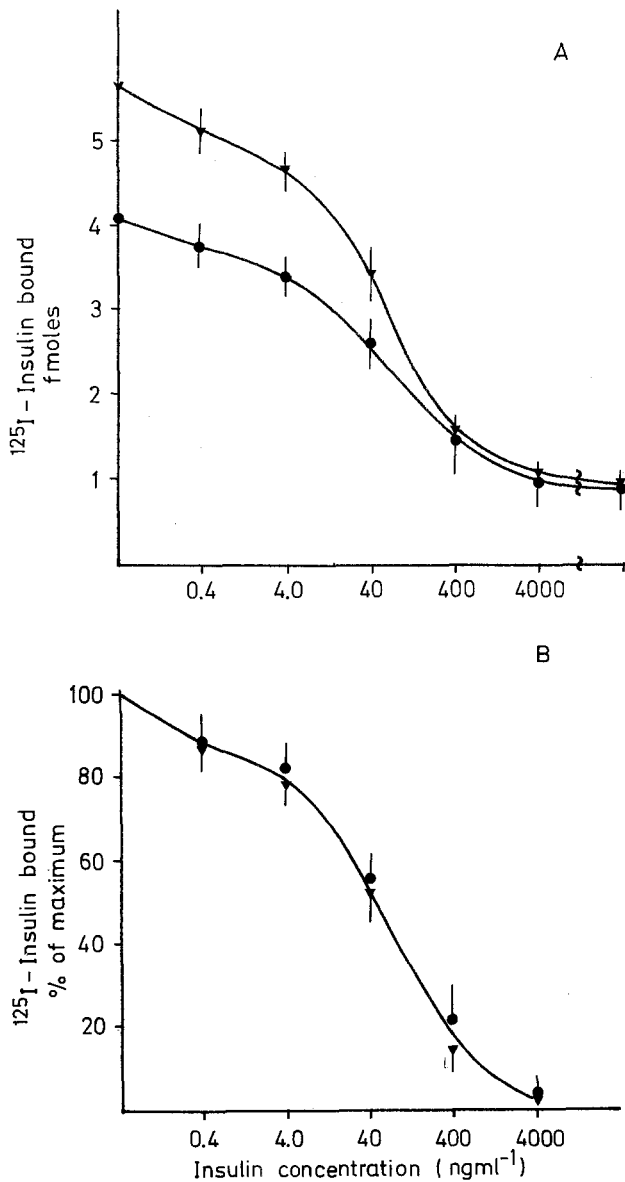 A
5
4
3
2
1
¹²⁵I – Insulin bound
fmoles
0.4 4.0 40 400 4000
B
100
80
60
40
20
¹²⁵I – Insulin bound
% of maximum
0.4 4.0 40 400 4000
Insulin concentration ( ngml⁻¹)